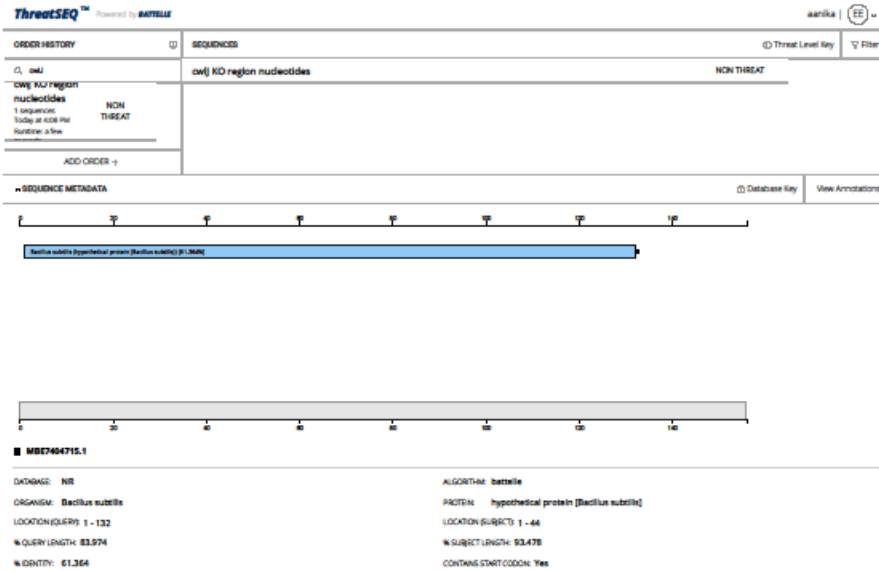 ThreatSEQ™ Powered by BATTELLE
aanika | EE
ORDER HISTORY
SEQUENCES
Threat Level Key
Filter
cwlJ
cwlJ KO region nucleotides
NON THREAT
cwlJ KO region
nucleotides
1 sequences
Today at 4:08 PM
Runtime: a few
NON
THREAT
ADD ORDER +
SEQUENCE METADATA
Database Key
View Annotations
0 20 40 60 80 100 120 140
Bacillus subtilis (hypothetical protein [Bacillus subtilis]) [61.364%]
0 20 40 60 80 100 120 140
MBE7404715.1
DATABASE: NR
ALGORITHM: battelle
ORGANISM: Bacillus subtilis
PROTEIN: hypothetical protein [Bacillus subtilis]
LOCATION (QUERY): 1 - 132
LOCATION (SUBJECT): 1 - 44
% QUERY LENGTH: 83.974
% SUBJECT LENGTH: 93.478
% IDENTITY: 61.364
CONTAINS START CODON: Yes